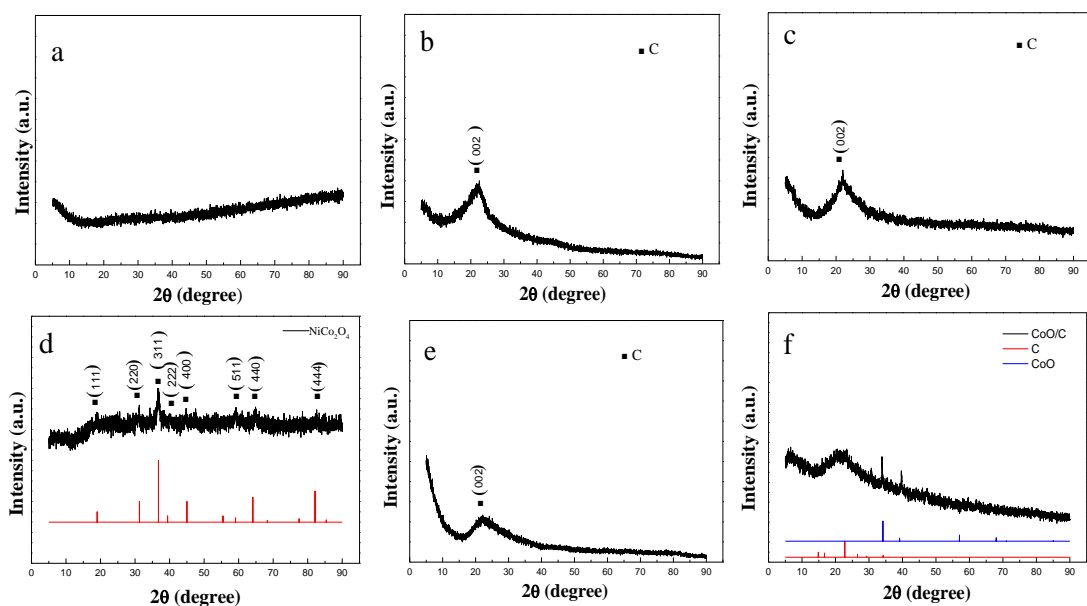 a
Intensity (a.u.)
0 10 20 30 40 50 60 70 80 90
2θ (degree)
b
■ C
■(002)
Intensity (a.u.)
0 10 20 30 40 50 60 70 80 90
2θ (degree)
c
■ C
■(002)
Intensity (a.u.)
0 10 20 30 40 50 60 70 80 90
2θ (degree)
d
NiCo₂O₄
■(111)
■(220)
■(311)
■(222)
■(400)
■(511)
■(440)
■(444)
Intensity (a.u.)
0 10 20 30 40 50 60 70 80 90
2θ (degree)
e
■ C
■(002)
Intensity (a.u.)
0 10 20 30 40 50 60 70 80 90
2θ (degree)
f
CoO/C
C
CoO
Intensity (a.u.)
0 10 20 30 40 50 60 70 80 90
2θ (degree)